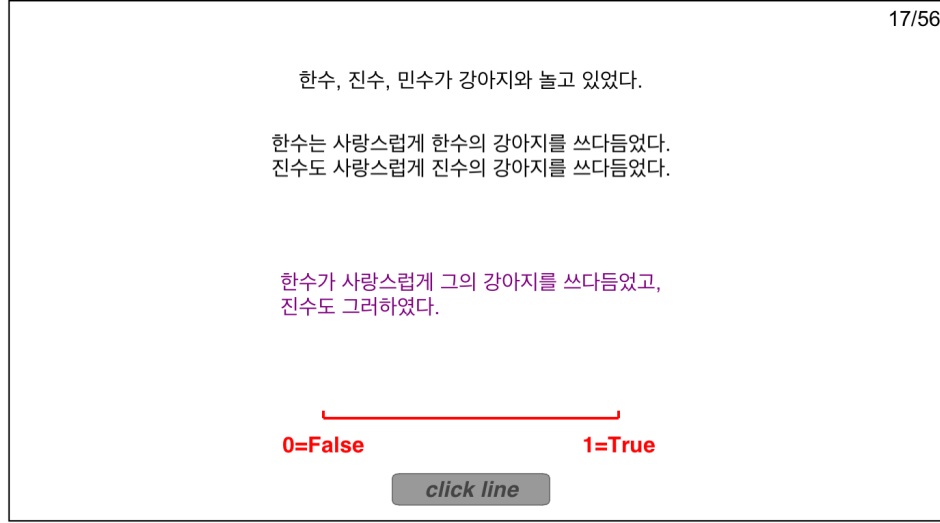 17/56
한수, 진수, 민수가 강아지와 놀고 있었다.
한수는 사랑스럽게 한수의 강아지를 쓰다듬었다.
진수도 사랑스럽게 진수의 강아지를 쓰다듬었다.
한수가 사랑스럽게 그의 강아지를 쓰다듬었고,
진수도 그러하였다.
0=False 1=True
click line